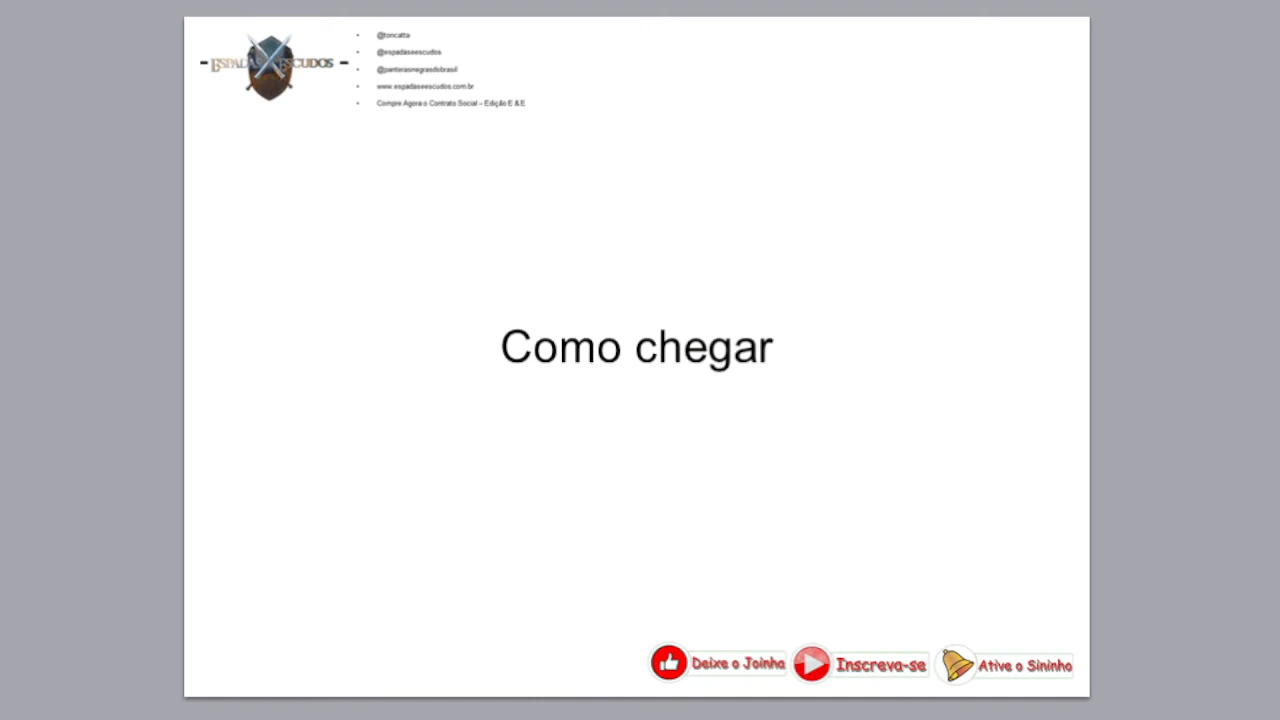 ESPADAS ESCUDOS
@toncatta
@espadaseescudos
@panterasnegrasdobrasil
www.espadaseescudos.com.br
Compre Agora o Contrato Social – Edição E & E
Como chegar
Deixe o Joinha
Inscreva-se
Ative o Sininho